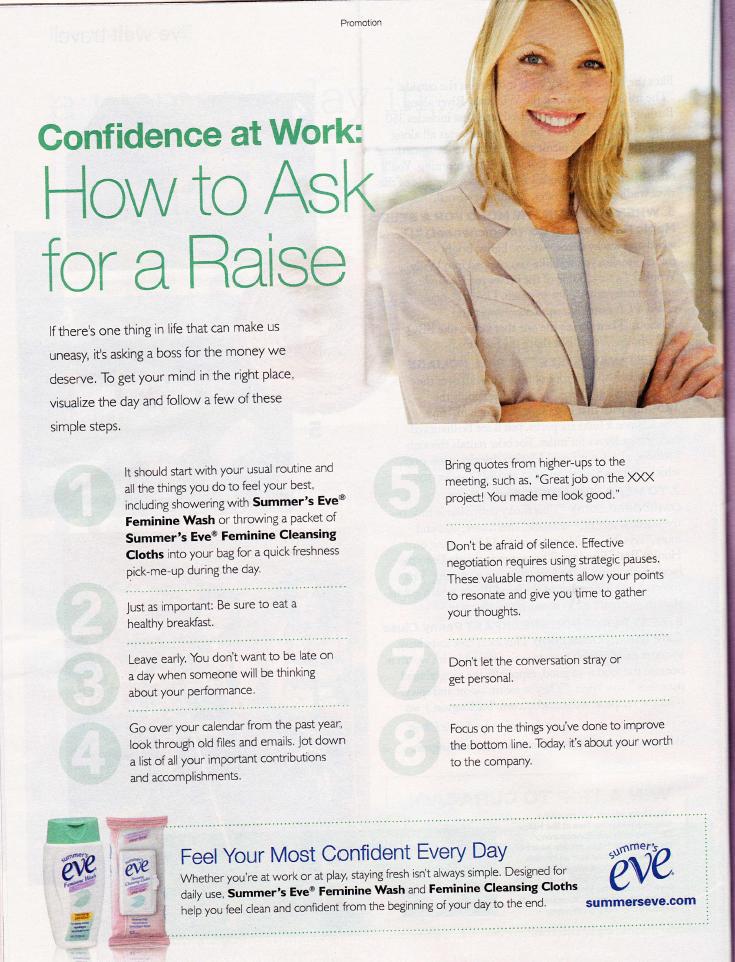 Promotion
Confidence at Work:
How to Ask
for a Raise
If there's one thing in life that can make us
uneasy, it's asking a boss for the money we
deserve. To get your mind in the right place,
visualize the day and follow a few of these
simple steps.
1
It should start with your usual routine and
all the things you do to feel your best,
including showering with Summer's Eve®
Feminine Wash or throwing a packet of
Summer's Eve® Feminine Cleansing
Cloths into your bag for a quick freshness
pick-me-up during the day.
2
Just as important: Be sure to eat a
healthy breakfast.
3
Leave early. You don't want to be late on
a day when someone will be thinking
about your performance.
4
Go over your calendar from the past year,
look through old files and emails. Jot down
a list of all your important contributions
and accomplishments.
5
Bring quotes from higher-ups to the
meeting, such as, "Great job on the XXX
project! You made me look good."
6
Don't be afraid of silence. Effective
negotiation requires using strategic pauses.
These valuable moments allow your points
to resonate and give you time to gather
your thoughts.
7
Don't let the conversation stray or
get personal.
8
Focus on the things you've done to improve
the bottom line. Today, it's about your worth
to the company.
summer's
eve
Feminine Wash
summer's
eve
Feminine
Cleansing Cloths
Feel Your Most Confident Every Day
Whether you're at work or at play, staying fresh isn't always simple. Designed for
daily use, Summer's Eve® Feminine Wash and Feminine Cleansing Cloths
help you feel clean and confident from the beginning of your day to the end.
summer's
eve®
summerseve.com